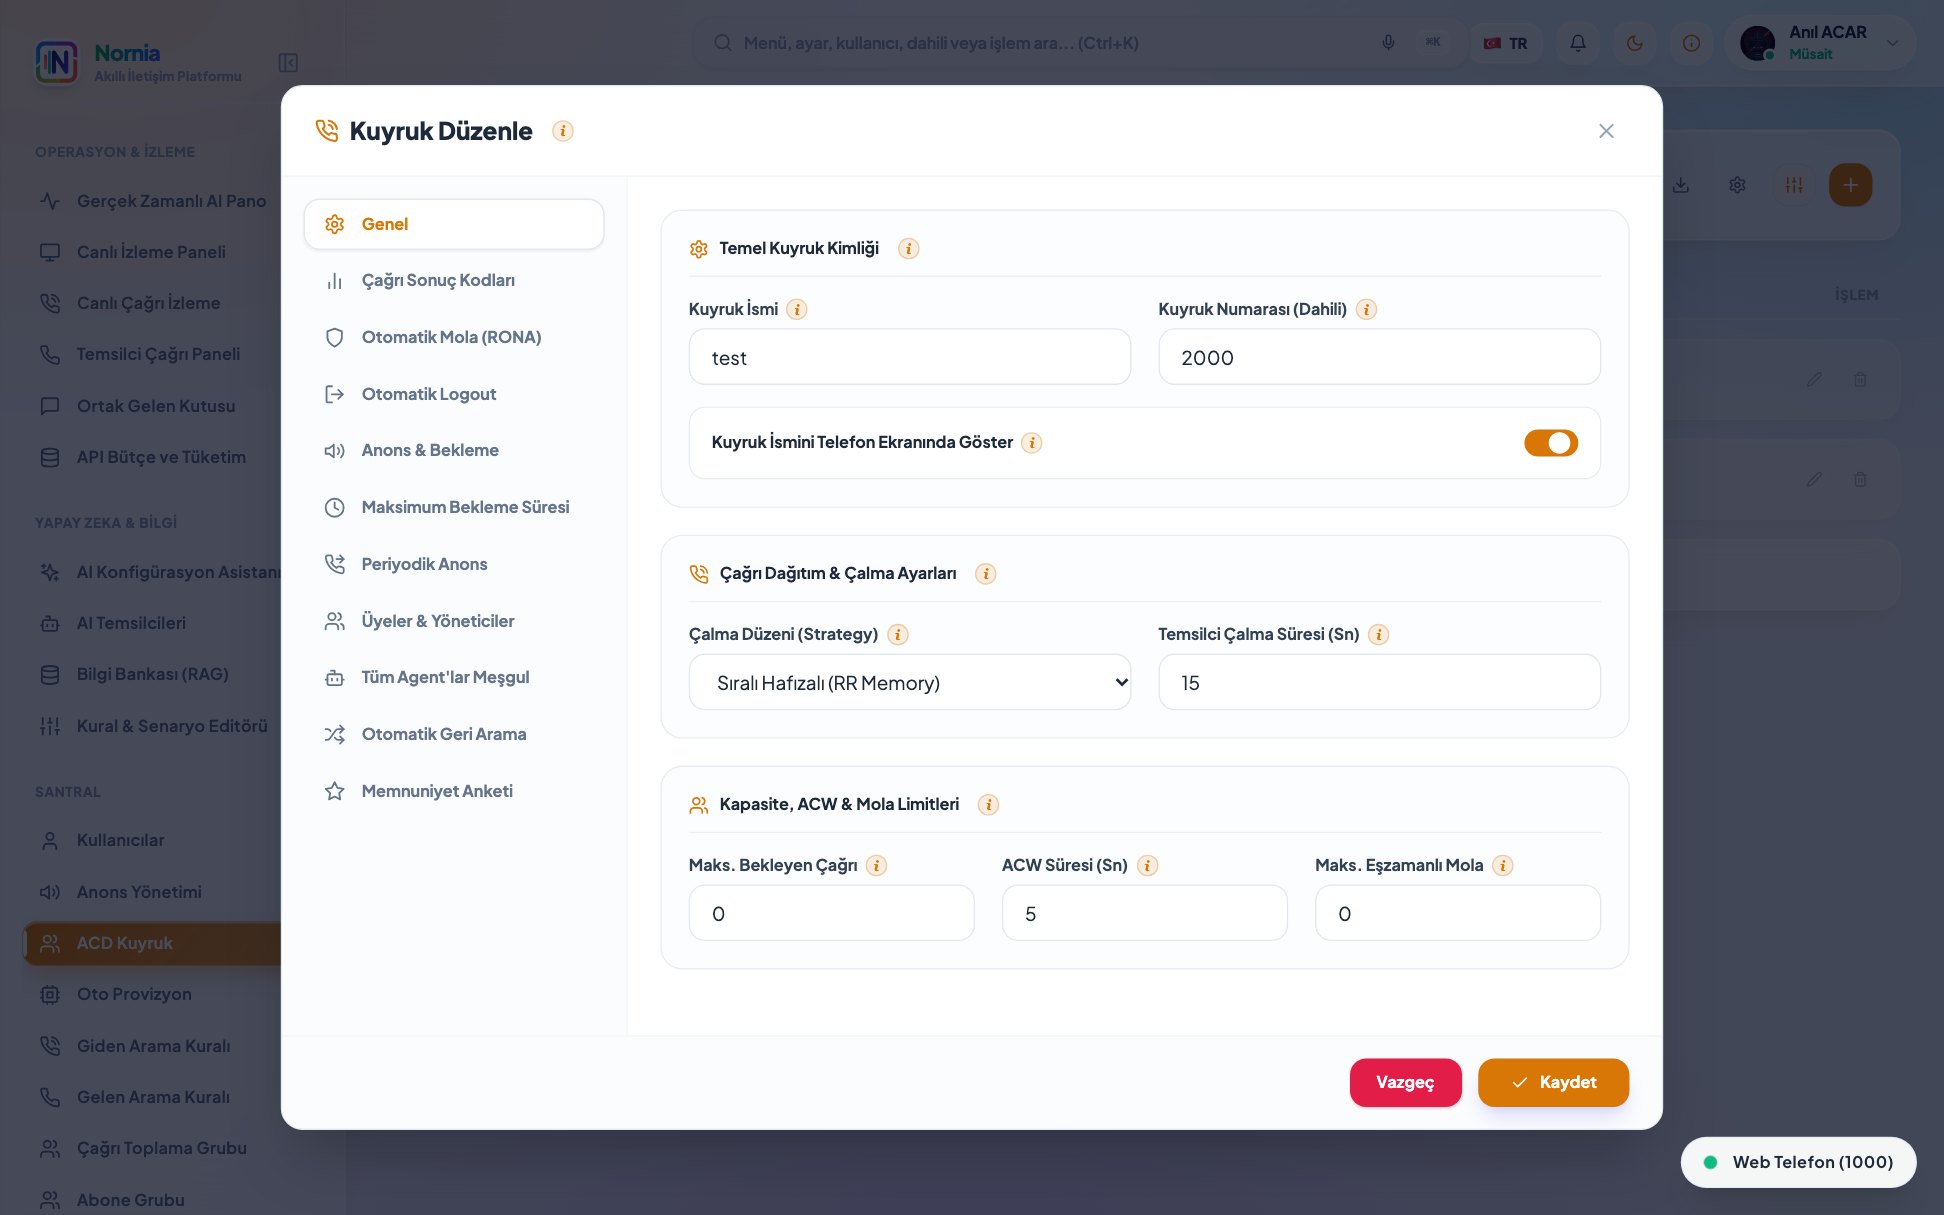 Nornia
Akıllı İletişim Platformu
Menü, ayar, kullanıcı, dahili veya işlem ara... (Ctrl+K)
⌘K
TR
Anıl ACAR
Müsait
OPERASYON & İZLEME
Gerçek Zamanlı AI Pano
Canlı İzleme Paneli
Canlı Çağrı İzleme
Temsilci Çağrı Paneli
Ortak Gelen Kutusu
API Bütçe ve Tüketim
YAPAY ZEKA & BİLGİ
AI Konfigürasyon Asistanı
AI Temsilcileri
Bilgi Bankası (RAG)
Kural & Senaryo Editörü
SANTRAL
Kullanıcılar
Anons Yönetimi
ACD Kuyruk
Oto Provizyon
Giden Arama Kuralı
Gelen Arama Kuralı
Çağrı Toplama Grubu
Abone Grubu
İŞLEM
Kuyruk Düzenle
Genel
Çağrı Sonuç Kodları
Otomatik Mola (RONA)
Otomatik Logout
Anons & Bekleme
Maksimum Bekleme Süresi
Periyodik Anons
Üyeler & Yöneticiler
Tüm Agent'lar Meşgul
Otomatik Geri Arama
Memnuniyet Anketi
Temel Kuyruk Kimliği
Kuyruk İsmi
Kuyruk Numarası (Dahili)
test
2000
Kuyruk İsmini Telefon Ekranında Göster
Çağrı Dağıtım & Çalma Ayarları
Çalma Düzeni (Strategy)
Temsilci Çalma Süresi (Sn)
Sıralı Hafızalı (RR Memory)
15
Kapasite, ACW & Mola Limitleri
Maks. Bekleyen Çağrı
ACW Süresi (Sn)
Maks. Eşzamanlı Mola
0
5
0
Vazgeç
Kaydet
Web Telefon (1000)